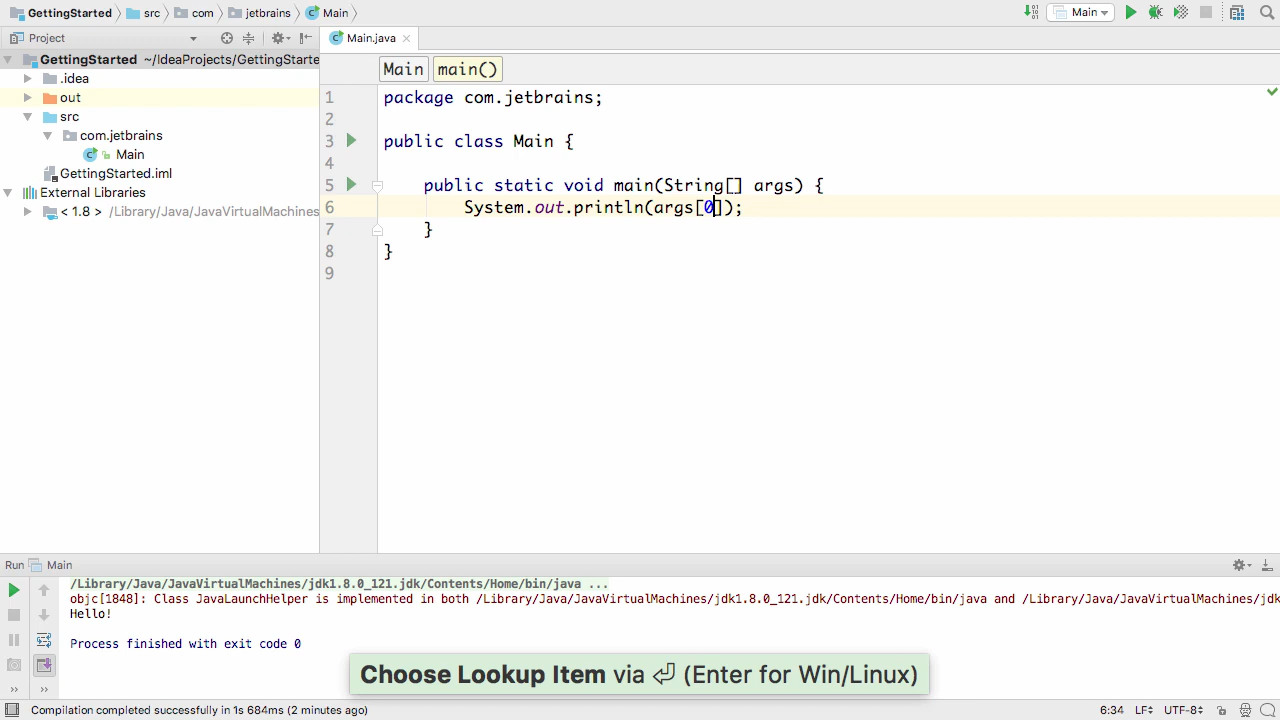 GettingStarted src com jetbrains Main
Main
Project
Main.java
GettingStarted ~/IdeaProjects/GettingStarte
Main main()
.idea
out
src
com.jetbrains
Main
GettingStarted.iml
External Libraries
< 1.8 > /Library/Java/JavaVirtualMachines
1 package com.jetbrains;
2
3 public class Main {
4
5 public static void main(String[] args) {
6 System.out.println(args[0]);
7 }
8 }
9
Run Main
/Library/Java/JavaVirtualMachines/jdk1.8.0_121.jdk/Contents/Home/bin/java ...
objc[1848]: Class JavaLaunchHelper is implemented in both /Library/Java/JavaVirtualMachines/jdk1.8.0_121.jdk/Contents/Home/bin/java and /Library/Java/JavaVirtualMachines/jd
Hello!
Process finished with exit code 0
Choose Lookup Item via ⏎ (Enter for Win/Linux)
Compilation completed successfully in 1s 684ms (2 minutes ago) 6:34 LF÷ UTF-8÷